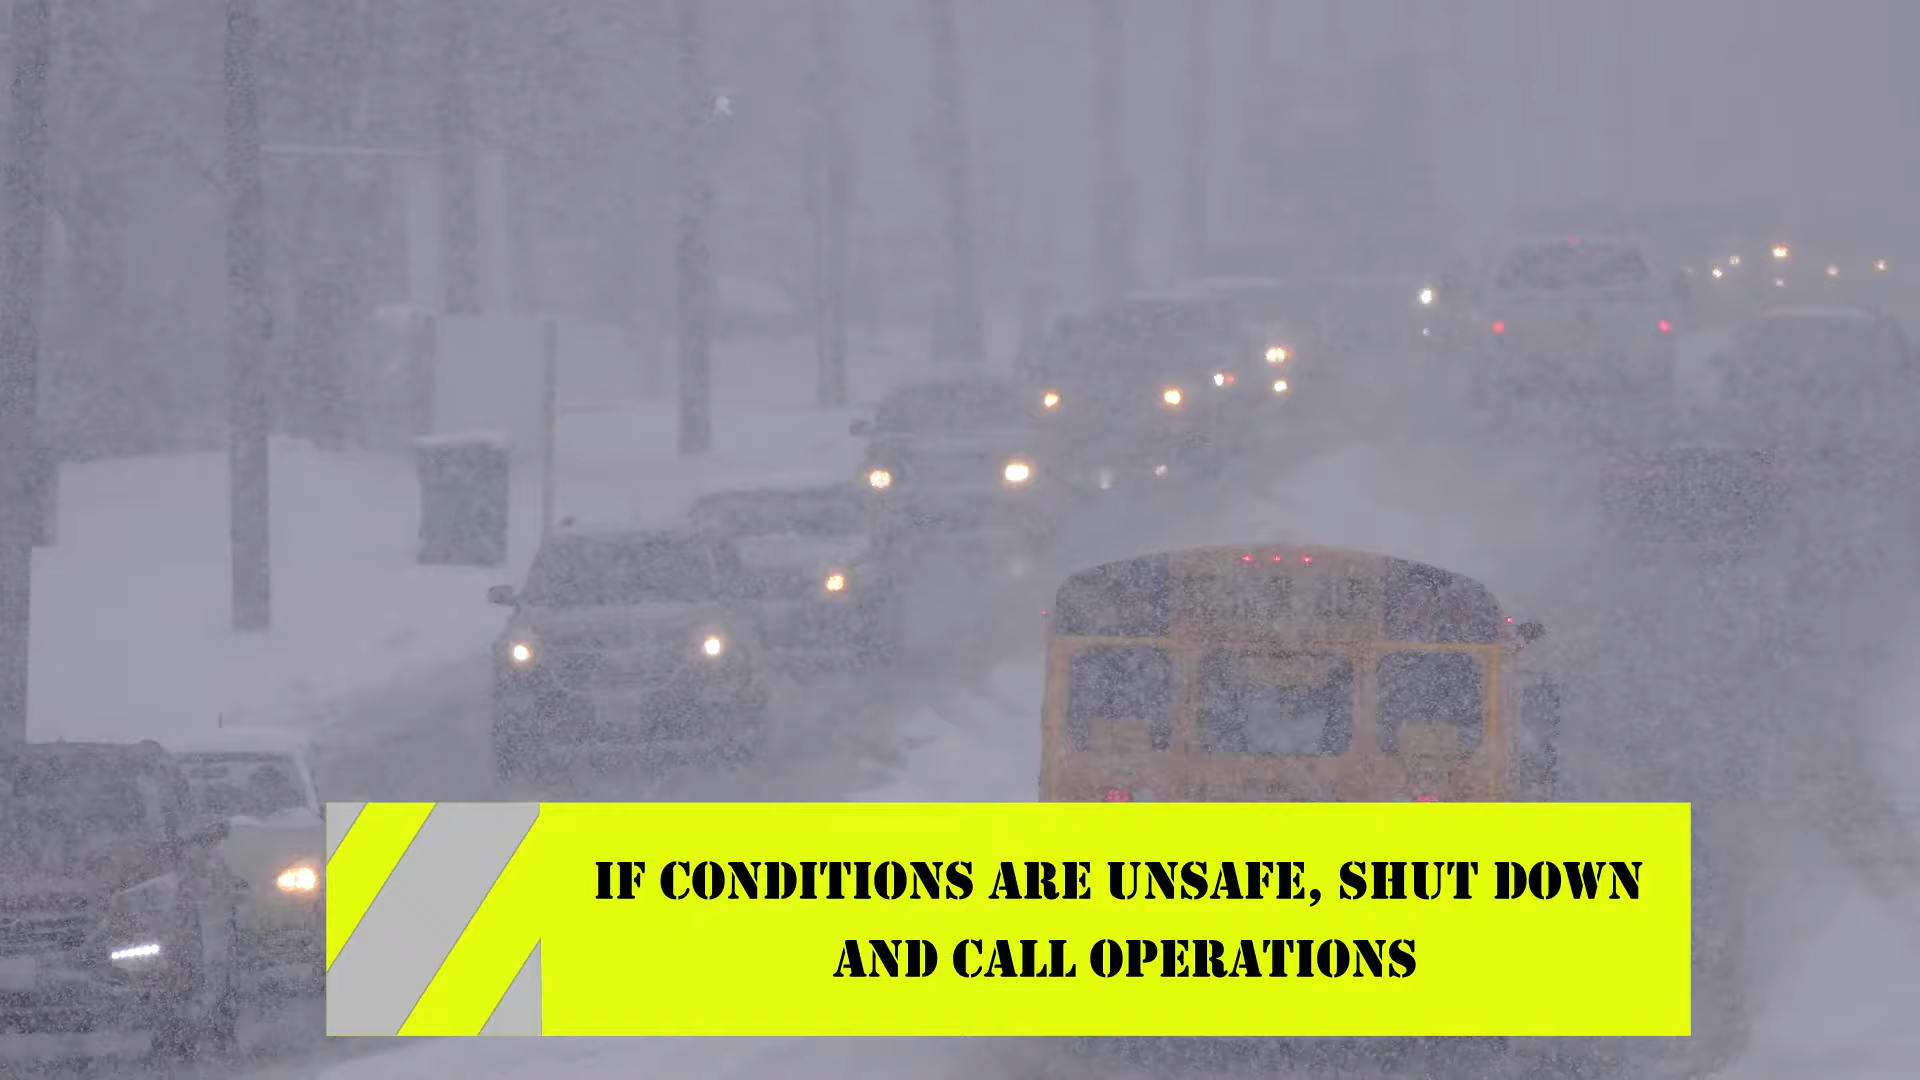 IF CONDITIONS ARE UNSAFE, SHUT DOWN
AND CALL OPERATIONS